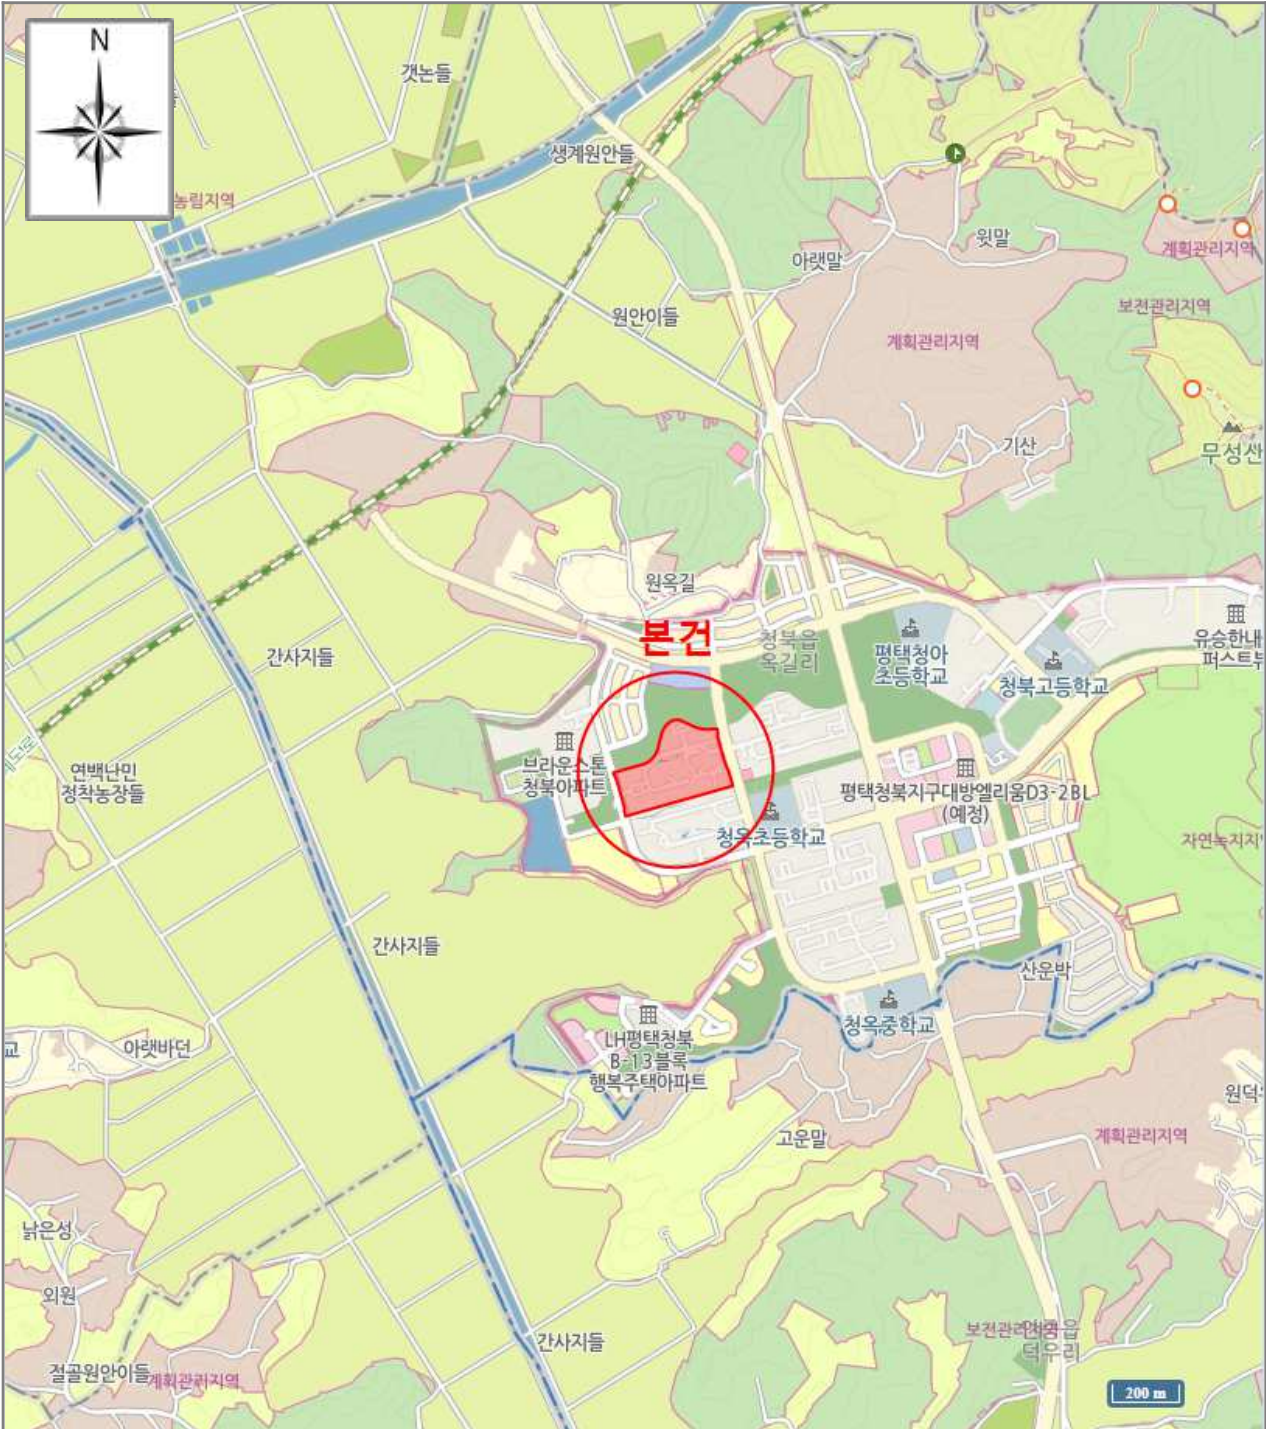 N
갯논들
생계원안들
농림지역
윗말
아랫말
계획관리지역
보전관리지역
원안이들
계획관리지역
기산
무성산
원옥길
본건
청북읍
옥길리
평택청아
초등학교
청북고등학교
유승한내
퍼스트
간사지들
브라운스톤
청북아파트
연백난민
정착농장들
평택청북지구대방엘리움D3-2BL
(예정)
청옥초등학교
자연녹지지
간사지들
산운박
청옥중학교
LH평택청북
B-13블록
행복주택아파트
교
아랫바던
원덕
고운말
계획관리지역
낡은성
외원
간사지들
보전관리
읍
덕우리
절골원안이들
계획관리지역
200 m